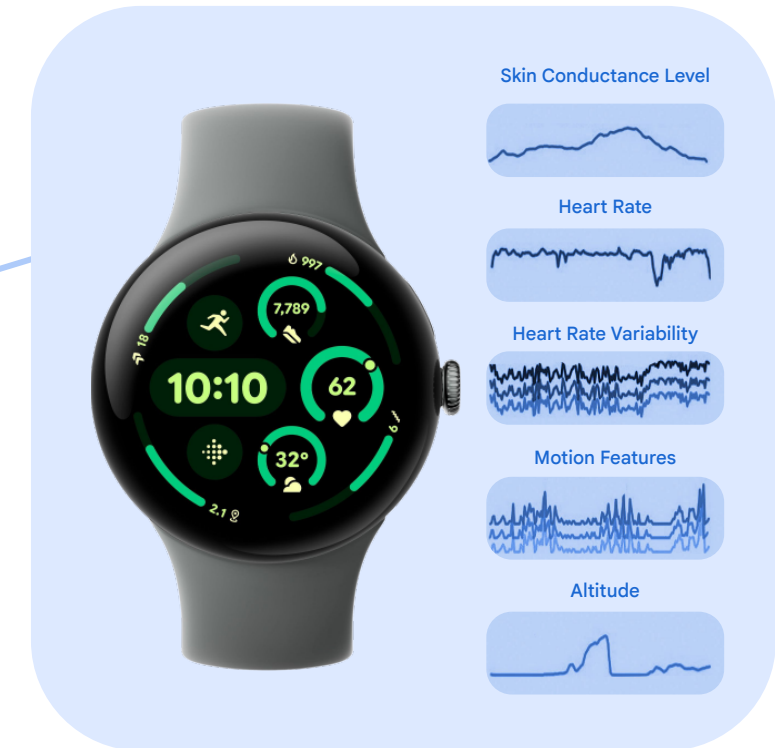 Skin Conductance Level
Heart Rate
Heart Rate Variability
Motion Features
Altitude
997
7,789
18
10:10
62
9
32°
2.1